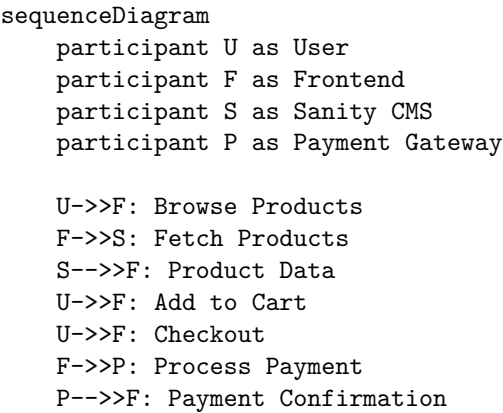 sequenceDiagram
    participant U as User
    participant F as Frontend
    participant S as Sanity CMS
    participant P as Payment Gateway

    U->>F: Browse Products
    F->>S: Fetch Products
    S-->>F: Product Data
    U->>F: Add to Cart
    U->>F: Checkout
    F->>P: Process Payment
    P-->>F: Payment Confirmation